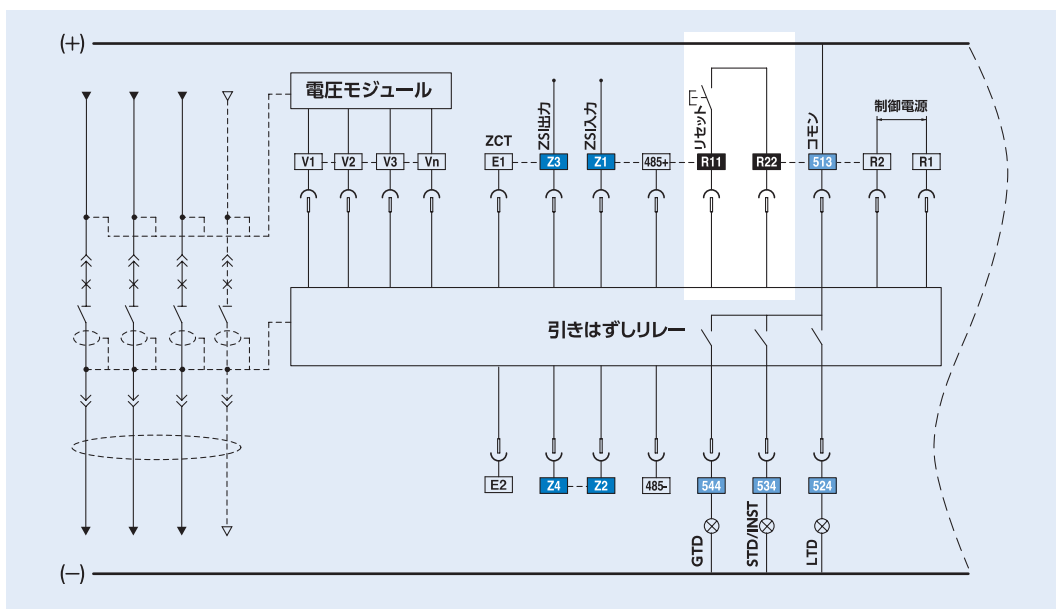 (+)
電圧モジュール
ZCT
ZSI出力
ZSI入力
リセット
コモン
制御電源
V1
V2
V3
Vn
E1
Z3
Z1
485+
R11
R22
513
R2
R1
引きはずしリレー
E2
Z4
Z2
485-
544
534
524
GTD
STD/INST
LTD
(−)